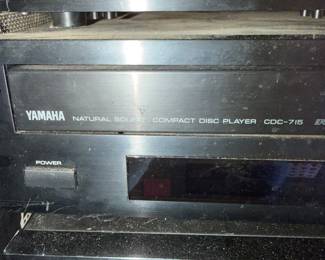 YAMAHA NATURAL SOUND COMPACT DISC PLAYER CDC-715
POWER